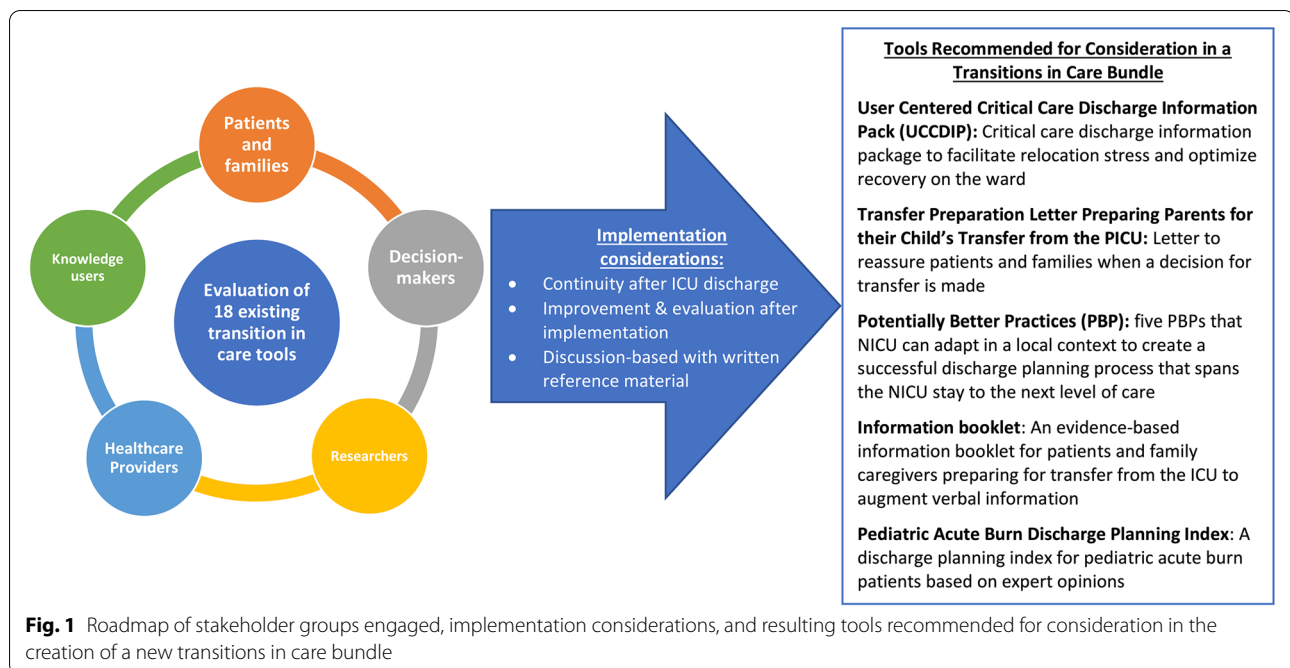 Patients
and
families
Decision-
makers
Researchers
Healthcare
Providers
Knowledge
users
Evaluation of
18 existing
transition in
care tools
Implementation
considerations:
• Continuity after ICU discharge
• Improvement & evaluation after
implementation
• Discussion-based with written
reference material
Tools Recommended for Consideration in a
Transitions in Care Bundle
User Centered Critical Care Discharge Information
Pack (UCCDIP): Critical care discharge information
package to facilitate relocation stress and optimize
recovery on the ward
Transfer Preparation Letter Preparing Parents for
their Child's Transfer from the PICU: Letter to
reassure patients and families when a decision for
transfer is made
Potentially Better Practices (PBP): five PBPs that
NICU can adapt in a local context to create a
successful discharge planning process that spans
the NICU stay to the next level of care
Information booklet: An evidence-based
information booklet for patients and family
caregivers preparing for transfer from the ICU to
augment verbal information
Pediatric Acute Burn Discharge Planning Index: A
discharge planning index for pediatric acute burn
patients based on expert opinions
Fig. 1 Roadmap of stakeholder groups engaged, implementation considerations, and resulting tools recommended for consideration in the
creation of a new transitions in care bundle